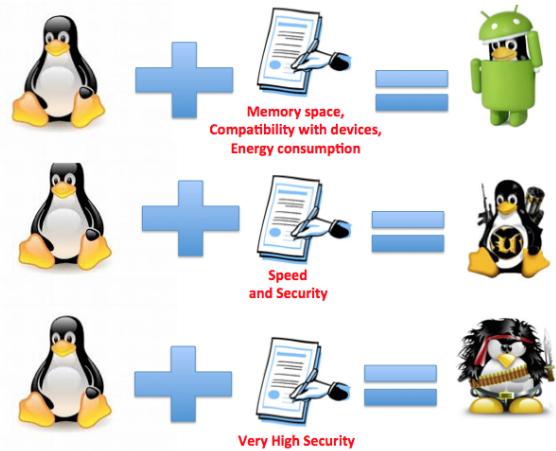 Memory space,
Compatibility with devices,
Energy consumption
Speed
and Security
Very High Security